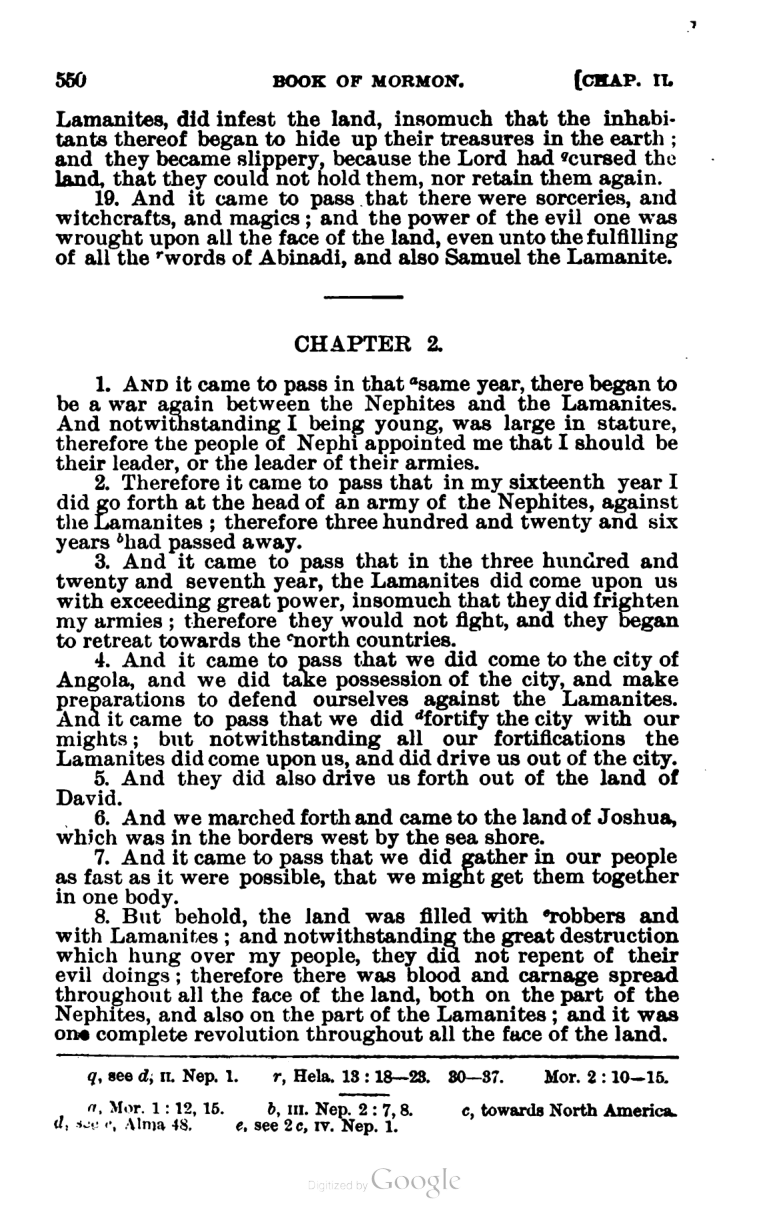 550 BOOK OF MORMON. [CHAP. II.
Lamanites, did infest the land, insomuch that the inhabi-
tants thereof began to hide up their treasures in the earth ;
and they became slippery, because the Lord had qcursed the
land, that they could not hold them, nor retain them again.
19. And it came to pass that there were sorceries, and
witchcrafts, and magics ; and the power of the evil one was
wrought upon all the face of the land, even unto the fulfilling
of all the rwords of Abinadi, and also Samuel the Lamanite.
CHAPTER 2.
1. AND it came to pass in that asame year, there began to
be a war again between the Nephites and the Lamanites.
And notwithstanding I being young, was large in stature,
therefore the people of Nephi appointed me that I should be
their leader, or the leader of their armies.
2. Therefore it came to pass that in my sixteenth year I
did go forth at the head of an army of the Nephites, against
the Lamanites ; therefore three hundred and twenty and six
years bhad passed away.
3. And it came to pass that in the three hundred and
twenty and seventh year, the Lamanites did come upon us
with exceeding great power, insomuch that they did frighten
my armies ; therefore they would not fight, and they began
to retreat towards the cnorth countries.
4. And it came to pass that we did come to the city of
Angola, and we did take possession of the city, and make
preparations to defend ourselves against the Lamanites.
And it came to pass that we did dfortify the city with our
mights ; but notwithstanding all our fortifications the
Lamanites did come upon us, and did drive us out of the city.
5. And they did also drive us forth out of the land of
David.
6. And we marched forth and came to the land of Joshua,
which was in the borders west by the sea shore.
7. And it came to pass that we did gather in our people
as fast as it were possible, that we might get them together
in one body.
8. But behold, the land was filled with erobbers and
with Lamanites ; and notwithstanding the great destruction
which hung over my people, they did not repent of their
evil doings ; therefore there was blood and carnage spread
throughout all the face of the land, both on the part of the
Nephites, and also on the part of the Lamanites ; and it was
one complete revolution throughout all the face of the land.
q, see d, II. Nep. 1. r, Hela. 13 : 18—23. 30—37. Mor. 2 : 10—15.
a, Mor. 1 : 12, 15. b, III. Nep. 2 : 7, 8. c, towards North America.
d, see e, Alma 48. e, see 2 c, IV. Nep. 1.
Digitized by Google